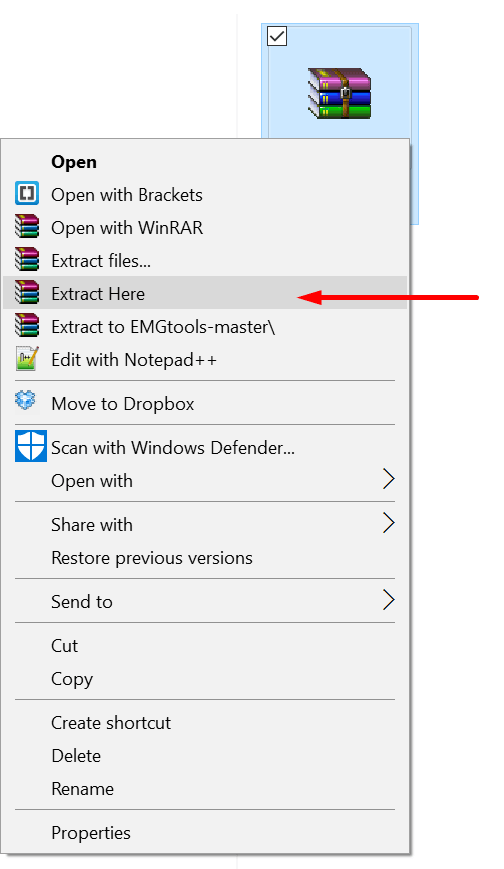 Open
Open with Brackets
Open with WinRAR
Extract files...
Extract Here
Extract to EMGtools-master\
Edit with Notepad++
Move to Dropbox
Scan with Windows Defender...
Open with
Share with
Restore previous versions
Send to
Cut
Copy
Create shortcut
Delete
Rename
Properties